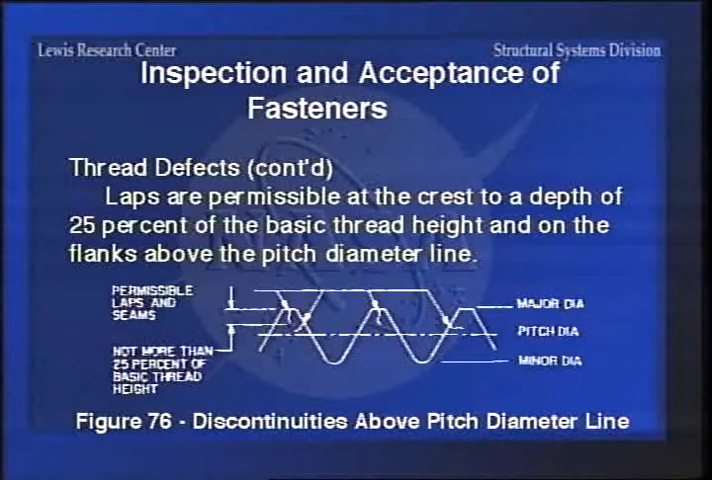 Lewis Research Center
Structural Systems Division
Inspection and Acceptance of
Fasteners
Thread Defects (cont'd)
Laps are permissible at the crest to a depth of
25 percent of the basic thread height and on the
flanks above the pitch diameter line.
PERMISSIBLE
LAPS AND
SEAMS
MAJOR DIA
PITCH DIA
MINOR DIA
NOT MORE THAN
25 PERCENT OF
BASIC THREAD
HEIGHT
Figure 76 - Discontinuities Above Pitch Diameter Line